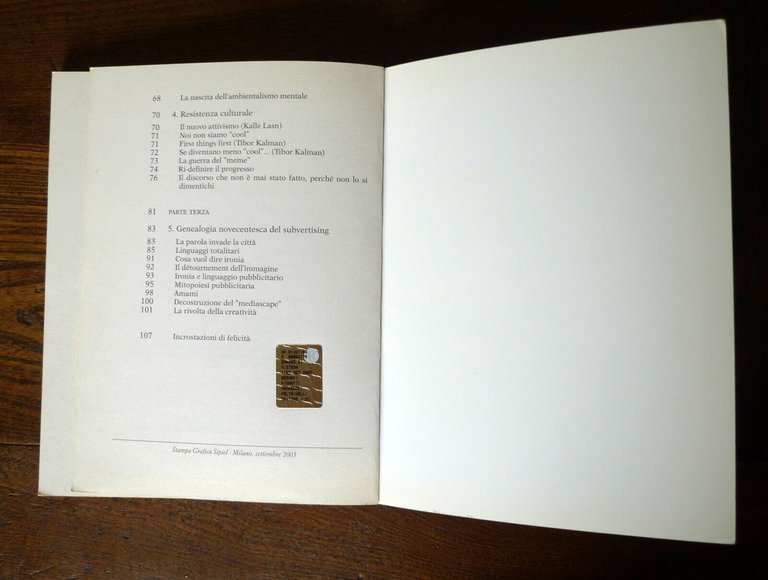 68 La nascita dell'ambientalismo mentale
70 4. Resistenza culturale
70 Il nuovo attivismo (Kalle Lasn)
71 Noi non siamo "cool"
71 First things first (Tibor Kalman)
72 Se diventano meno "cool"... (Tibor Kalman)
73 La guerra del "meme"
74 Ri-definire il progresso
76 Il discorso che non è mai stato fatto, perché non lo si
dimentichi
81 PARTE TERZA
83 5. Genealogia novecentesca del subvertising
83 La parola invade la città
85 Linguaggi totalitari
91 Cosa vuol dire ironia
92 Il détournement dell'immagine
93 Ironia e linguaggio pubblicitario
95 Mitopoiesi pubblicitaria
98 Amami
100 Decostruzione del "mediascape"
101 La rivolta della creatività
107 Incrostazioni di felicità
FELTRINELLI
Stampa Grafica Sipiel - Milano, settembre 2003